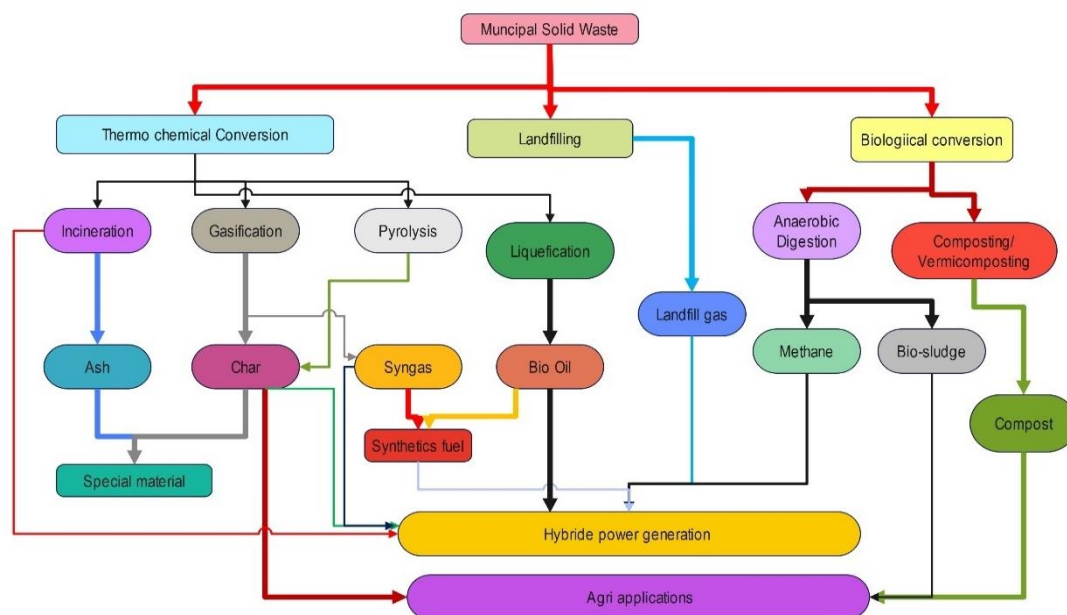 Muncipal Solid Waste
Thermo chemical Conversion
Landfilling
Biologiical conversion
Incineration
Gasification
Pyrolysis
Liquefication
Anaerobic
Digestion
Composting/
Vermicomposting
Landfill gas
Ash
Char
Syngas
Bio Oil
Methane
Bio-sludge
Compost
Synthetics fuel
Special material
Hybride power generation
Agri applications